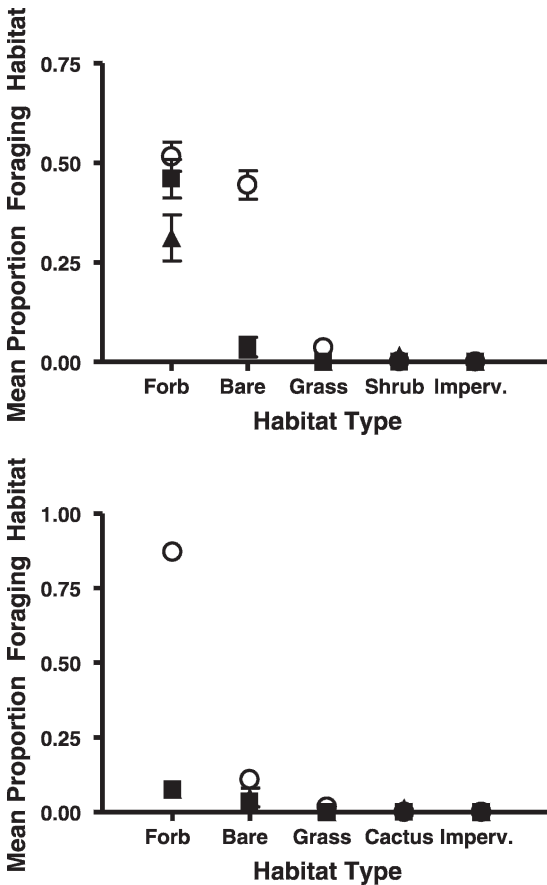 Mean Proportion Foraging Habitat
0.75
0.50
0.25
0.00
Forb Bare Grass Shrub Imperv.
Habitat Type
Mean Proportion Foraging Habitat
1.00
0.75
0.50
0.25
0.00
Forb Bare Grass Cactus Imperv.
Habitat Type